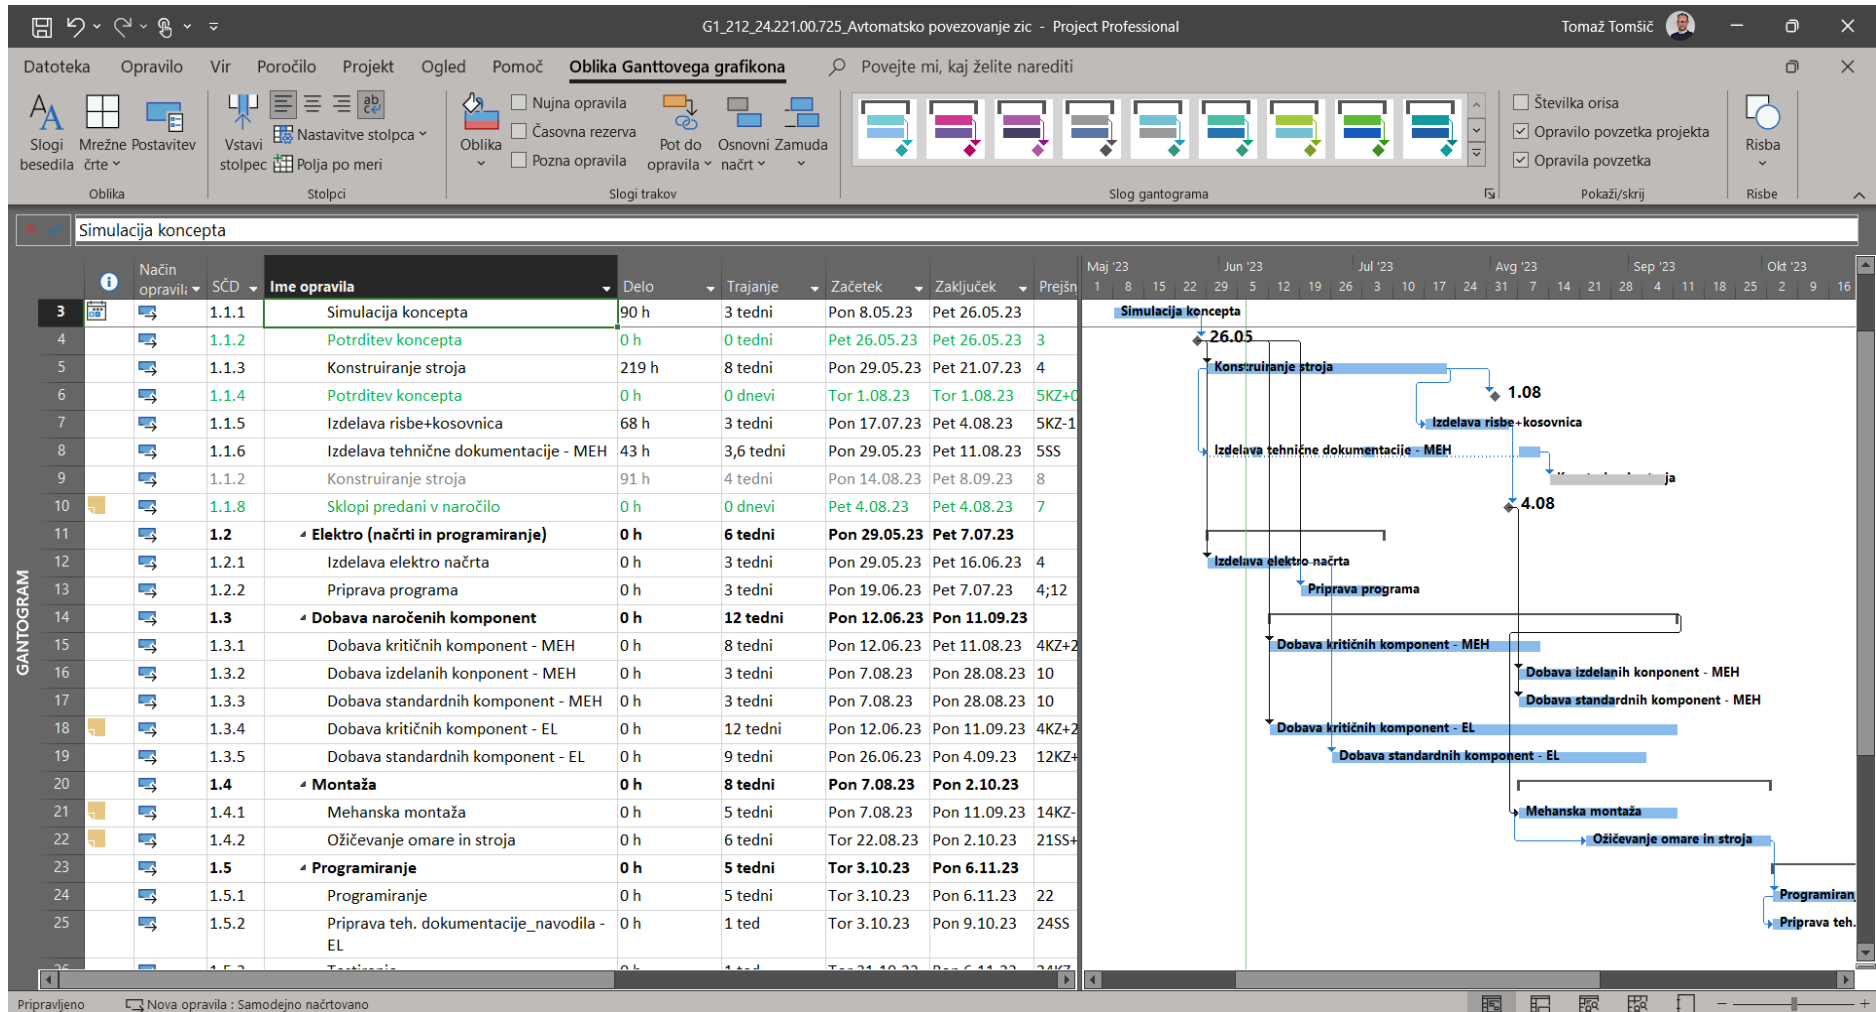 G1_212_24.221.00.725_Avtomatsko povezovanje zic - Project Professional
Tomaž Tomšič
Datoteka Opravilo Vir Poročilo Projekt Ogled Pomoč Oblika Ganttovega grafikona Povejte mi, kaj želite narediti
Slogi besedila
Mrežne črte
Postavitev
Oblika
Vstavi stolpec
Nastavitve stolpca
Polja po meri
Stolpci
Oblika
Nujna opravila
Časovna rezerva
Pozna opravila
Pot do opravila
Osnovni načrt
Zamuda
Slogi trakov
Slog gantograma
Številka orisa
Opravilo povzetka projekta
Opravila povzetka
Pokaži/skrij
Risba
Risbe
Simulacija koncepta
Način opravila SČD Ime opravila Delo Trajanje Začetek Zaključek Prejšn
3 1.1.1 Simulacija koncepta 90 h 3 tedni Pon 8.05.23 Pet 26.05.23
4 1.1.2 Potrditev koncepta 0 h 0 tedni Pet 26.05.23 Pet 26.05.23 3
5 1.1.3 Konstruiranje stroja 219 h 8 tedni Pon 29.05.23 Pet 21.07.23 4
6 1.1.4 Potrditev koncepta 0 h 0 dnevi Tor 1.08.23 Tor 1.08.23 5KZ+
7 1.1.5 Izdelava risbe+kosovnica 68 h 3 tedni Pon 17.07.23 Pet 4.08.23 5KZ-1
8 1.1.6 Izdelava tehnične dokumentacije - MEH 43 h 3,6 tedni Pon 29.05.23 Pet 11.08.23 5SS
9 1.1.2 Konstruiranje stroja 91 h 4 tedni Pon 14.08.23 Pet 8.09.23 8
10 1.1.8 Sklopi predani v naročilo 0 h 0 dnevi Pet 4.08.23 Pet 4.08.23 7
11 1.2 Elektro (načrti in programiranje) 0 h 6 tedni Pon 29.05.23 Pet 7.07.23
12 1.2.1 Izdelava elektro načrta 0 h 3 tedni Pon 29.05.23 Pet 16.06.23 4
13 1.2.2 Priprava programa 0 h 3 tedni Pon 19.06.23 Pet 7.07.23 4;12
14 1.3 Dobava naročenih komponent 0 h 12 tedni Pon 12.06.23 Pon 11.09.23
15 1.3.1 Dobava kritičnih komponent - MEH 0 h 8 tedni Pon 12.06.23 Pet 11.08.23 4KZ+2
16 1.3.2 Dobava izdelanih konponent - MEH 0 h 3 tedni Pon 7.08.23 Pon 28.08.23 10
17 1.3.3 Dobava standardnih komponent - MEH 0 h 3 tedni Pon 7.08.23 Pon 28.08.23 10
18 1.3.4 Dobava kritičnih komponent - EL 0 h 12 tedni Pon 12.06.23 Pon 11.09.23 4KZ+2
19 1.3.5 Dobava standardnih komponent - EL 0 h 9 tedni Pon 26.06.23 Pon 4.09.23 12KZ+
20 1.4 Montaža 0 h 8 tedni Pon 7.08.23 Pon 2.10.23
21 1.4.1 Mehanska montaža 0 h 5 tedni Pon 7.08.23 Pon 11.09.23 14KZ-
22 1.4.2 Ožičevanje omare in stroja 0 h 6 tedni Tor 22.08.23 Pon 2.10.23 21SS+
23 1.5 Programiranje 0 h 5 tedni Tor 3.10.23 Pon 6.11.23
24 1.5.1 Programiranje 0 h 5 tedni Tor 3.10.23 Pon 6.11.23 22
25 1.5.2 Priprava teh. dokumentacije_navodila - 0 h 1 ted Tor 3.10.23 Pon 9.10.23 24SS
EL
GANTOGRAM
Maj '23 Jun '23 Jul '23 Avg '23 Sep '23 Okt '23
1 8 15 22 29 5 12 19 26 3 10 17 24 31 7 14 21 28 4 11 18 25 2 9 16
Simulacija koncepta
26.05
Konstruiranje stroja
1.08
Izdelava risbe+kosovnica
Izdelava tehnične dokumentacije - MEH
4.08
Izdelava elektro načrta
Priprava programa
Dobava kritičnih komponent - MEH
Dobava izdelanih konponent - MEH
Dobava standardnih komponent - MEH
Dobava kritičnih komponent - EL
Dobava standardnih komponent - EL
Mehanska montaža
Ožičevanje omare in stroja
Programiran
Priprava teh.
Pripravljeno Nova opravila : Samodejno načrtovano